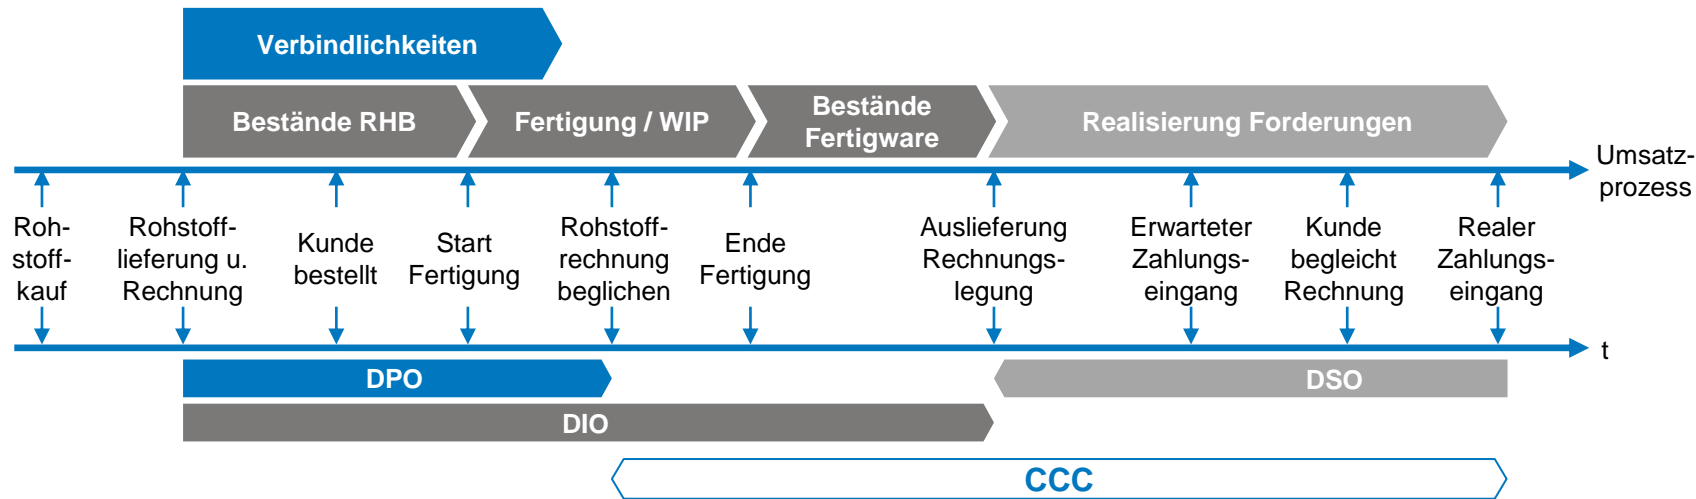 Verbindlichkeiten
Bestände RHB
Fertigung / WIP
Bestände
Fertigware
Realisierung Forderungen
Umsatz-
prozess
Roh-
stoff-
kauf
Rohstoff-
lieferung u.
Rechnung
Kunde
bestellt
Start
Fertigung
Rohstoff-
rechnung
beglichen
Ende
Fertigung
Auslieferung
Rechnungs-
legung
Erwarteter
Zahlungs-
eingang
Kunde
begleicht
Rechnung
Realer
Zahlungs-
eingang
t
DPO
DSO
DIO
CCC